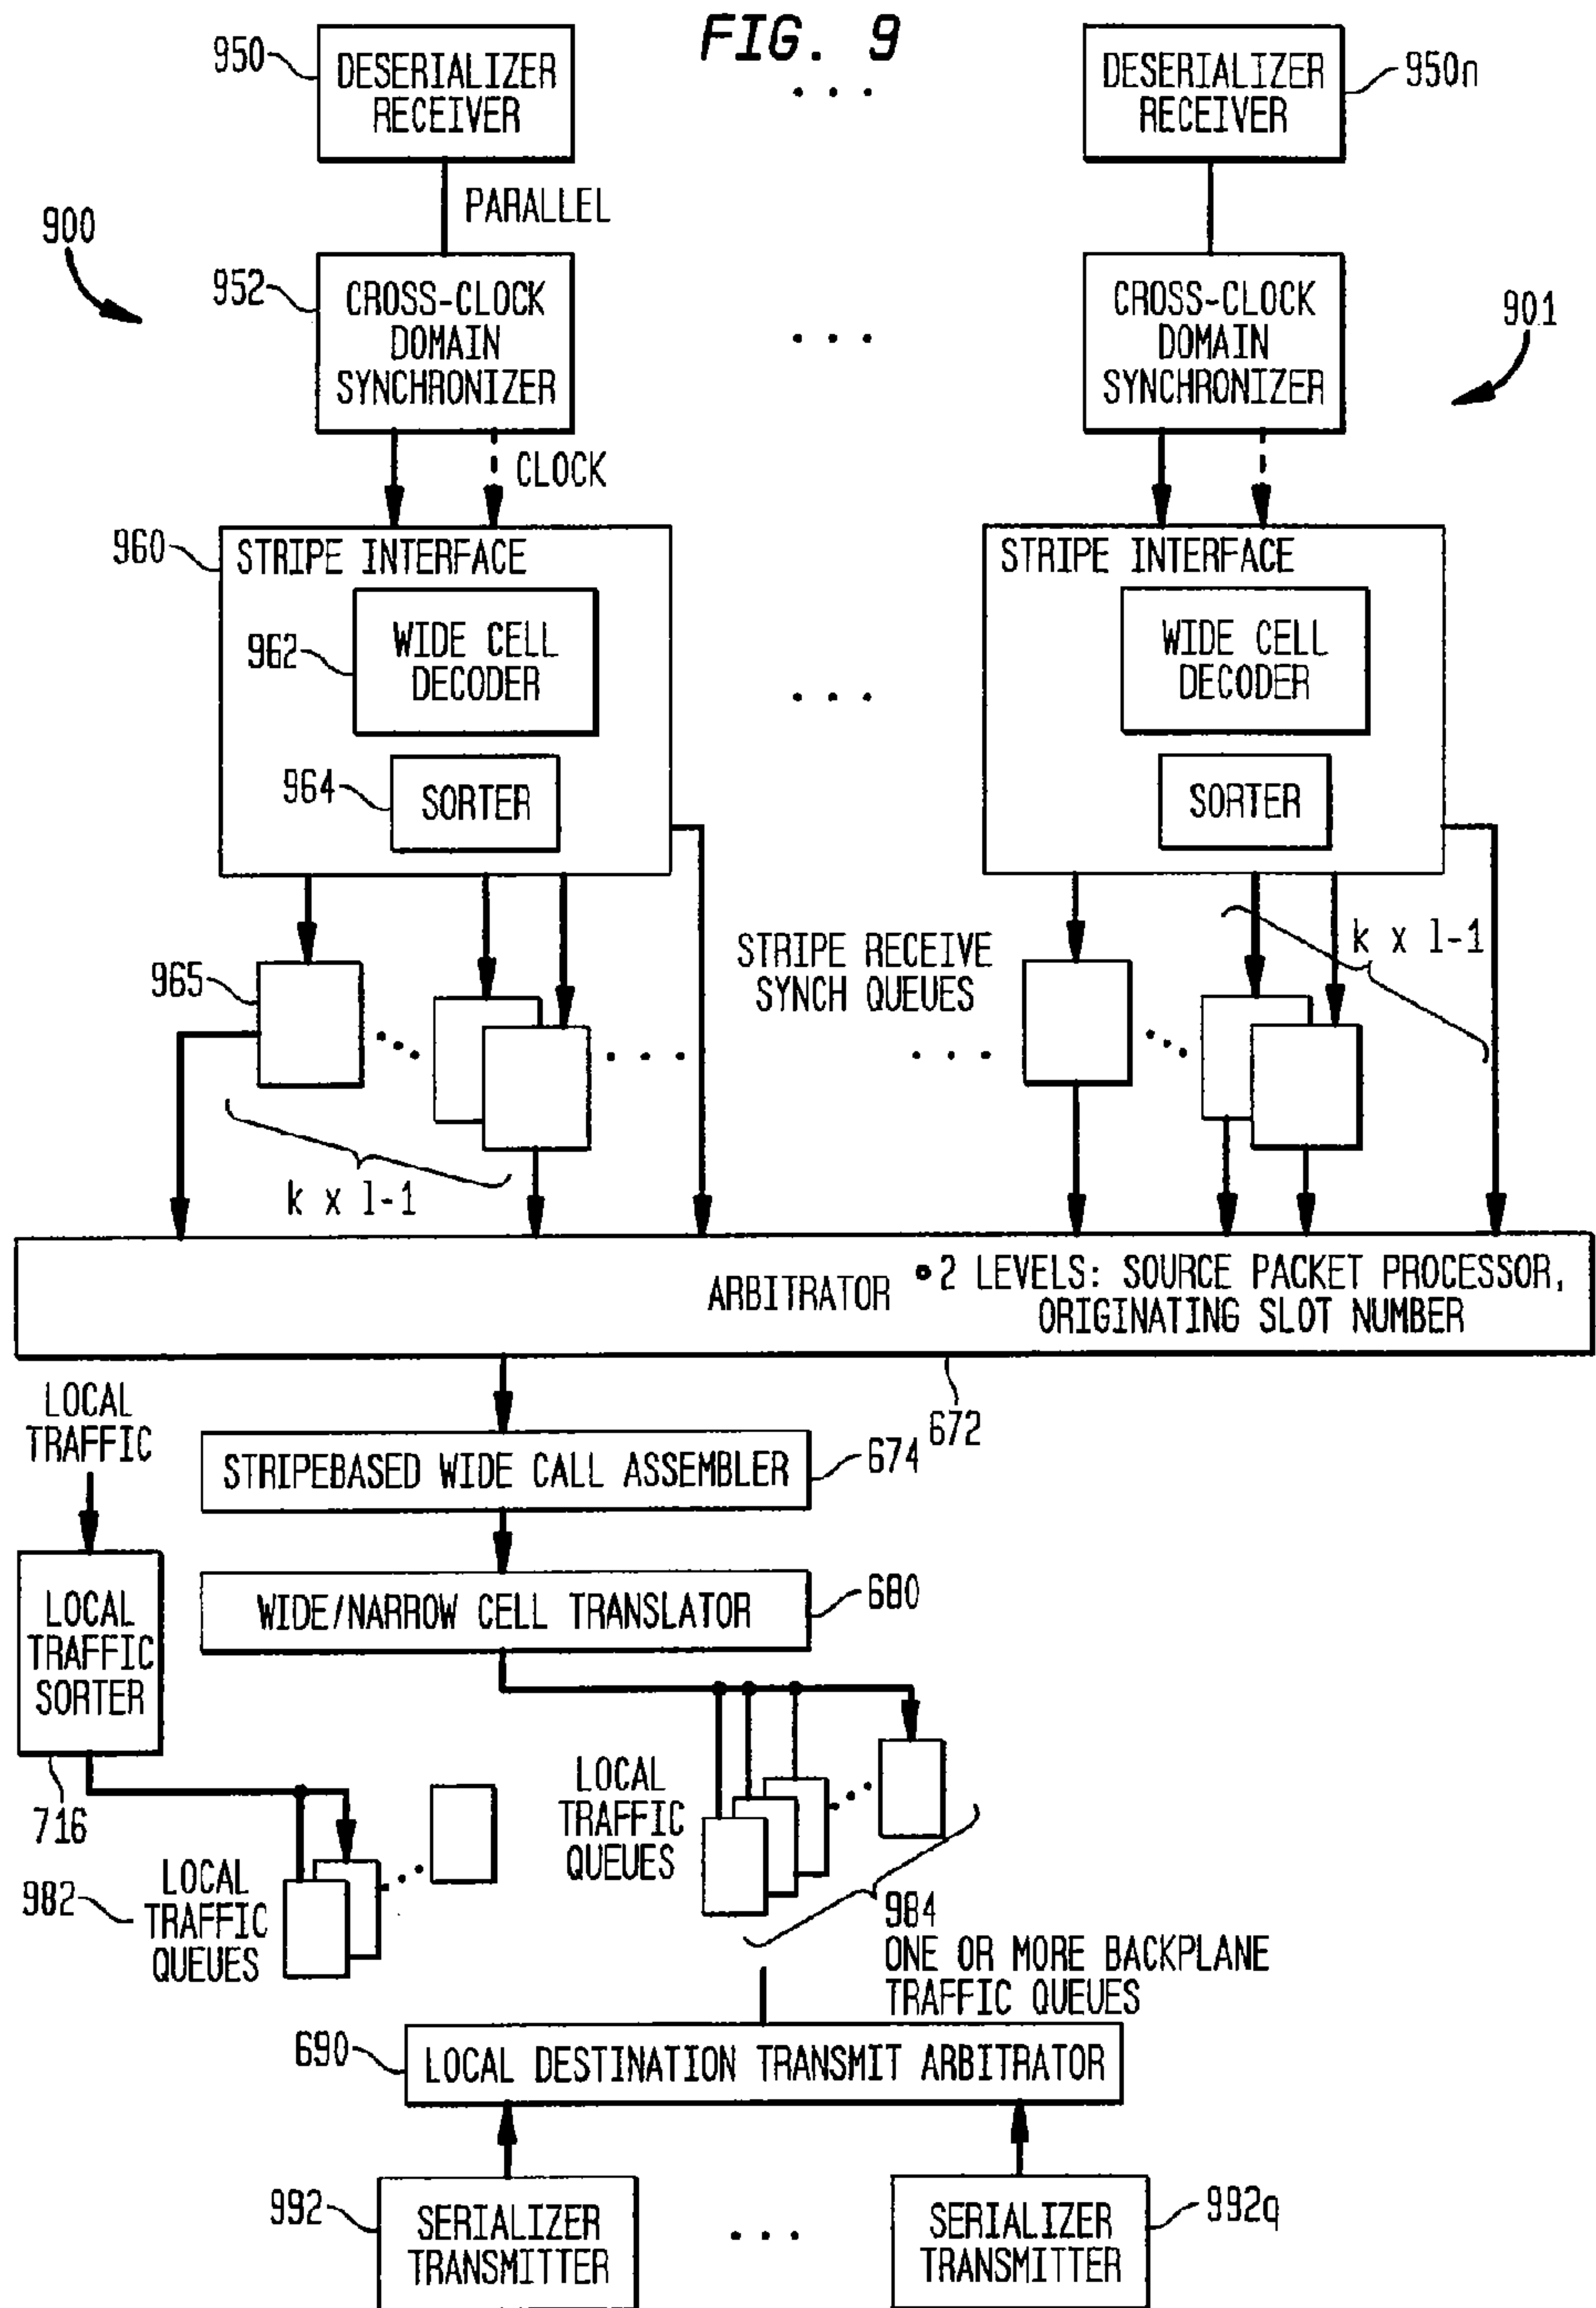 FIG. 9
950
DESERIALIZER
RECEIVER
. . .
DESERIALIZER
RECEIVER
950n
PARALLEL
900
952
CROSS-CLOCK
DOMAIN
SYNCHRONIZER
. . .
CROSS-CLOCK
DOMAIN
SYNCHRONIZER
901
CLOCK
960
STRIPE INTERFACE
STRIPE INTERFACE
962
WIDE CELL
DECODER
. . .
WIDE CELL
DECODER
964
SORTER
SORTER
965
STRIPE RECEIVE
SYNCH QUEUES
k x l-1
k x l-1
ARBITRATOR
•2 LEVELS: SOURCE PACKET PROCESSOR,
ORIGINATING SLOT NUMBER
672
LOCAL
TRAFFIC
STRIPEBASED WIDE CALL ASSEMBLER
674
LOCAL
TRAFFIC
SORTER
WIDE/NARROW CELL TRANSLATOR
680
716
LOCAL
TRAFFIC
QUEUES
982
LOCAL
TRAFFIC
QUEUES
984
ONE OR MORE BACKPLANE
TRAFFIC QUEUES
690
LOCAL DESTINATION TRANSMIT ARBITRATOR
992
SERIALIZER
TRANSMITTER
. . .
SERIALIZER
TRANSMITTER
992q